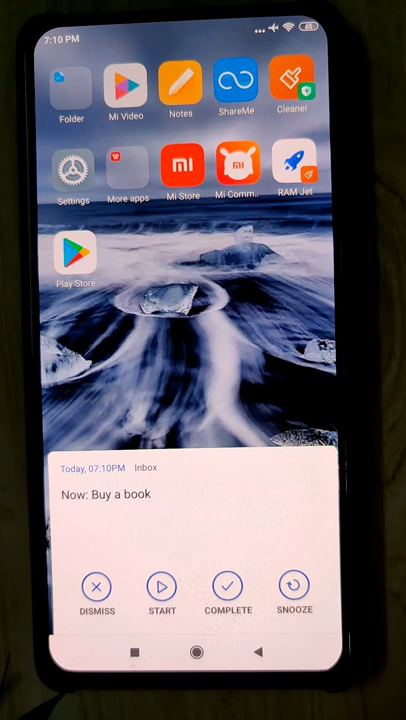 7:10 PM
65
Folder
Mi Video
Notes
ShareMe
Cleaner
Settings
More apps
Mi Store
Mi Comm..
RAM Jet
Play Store
Today, 07:10PM Inbox
Now: Buy a book
DISMISS
START
COMPLETE
SNOOZE